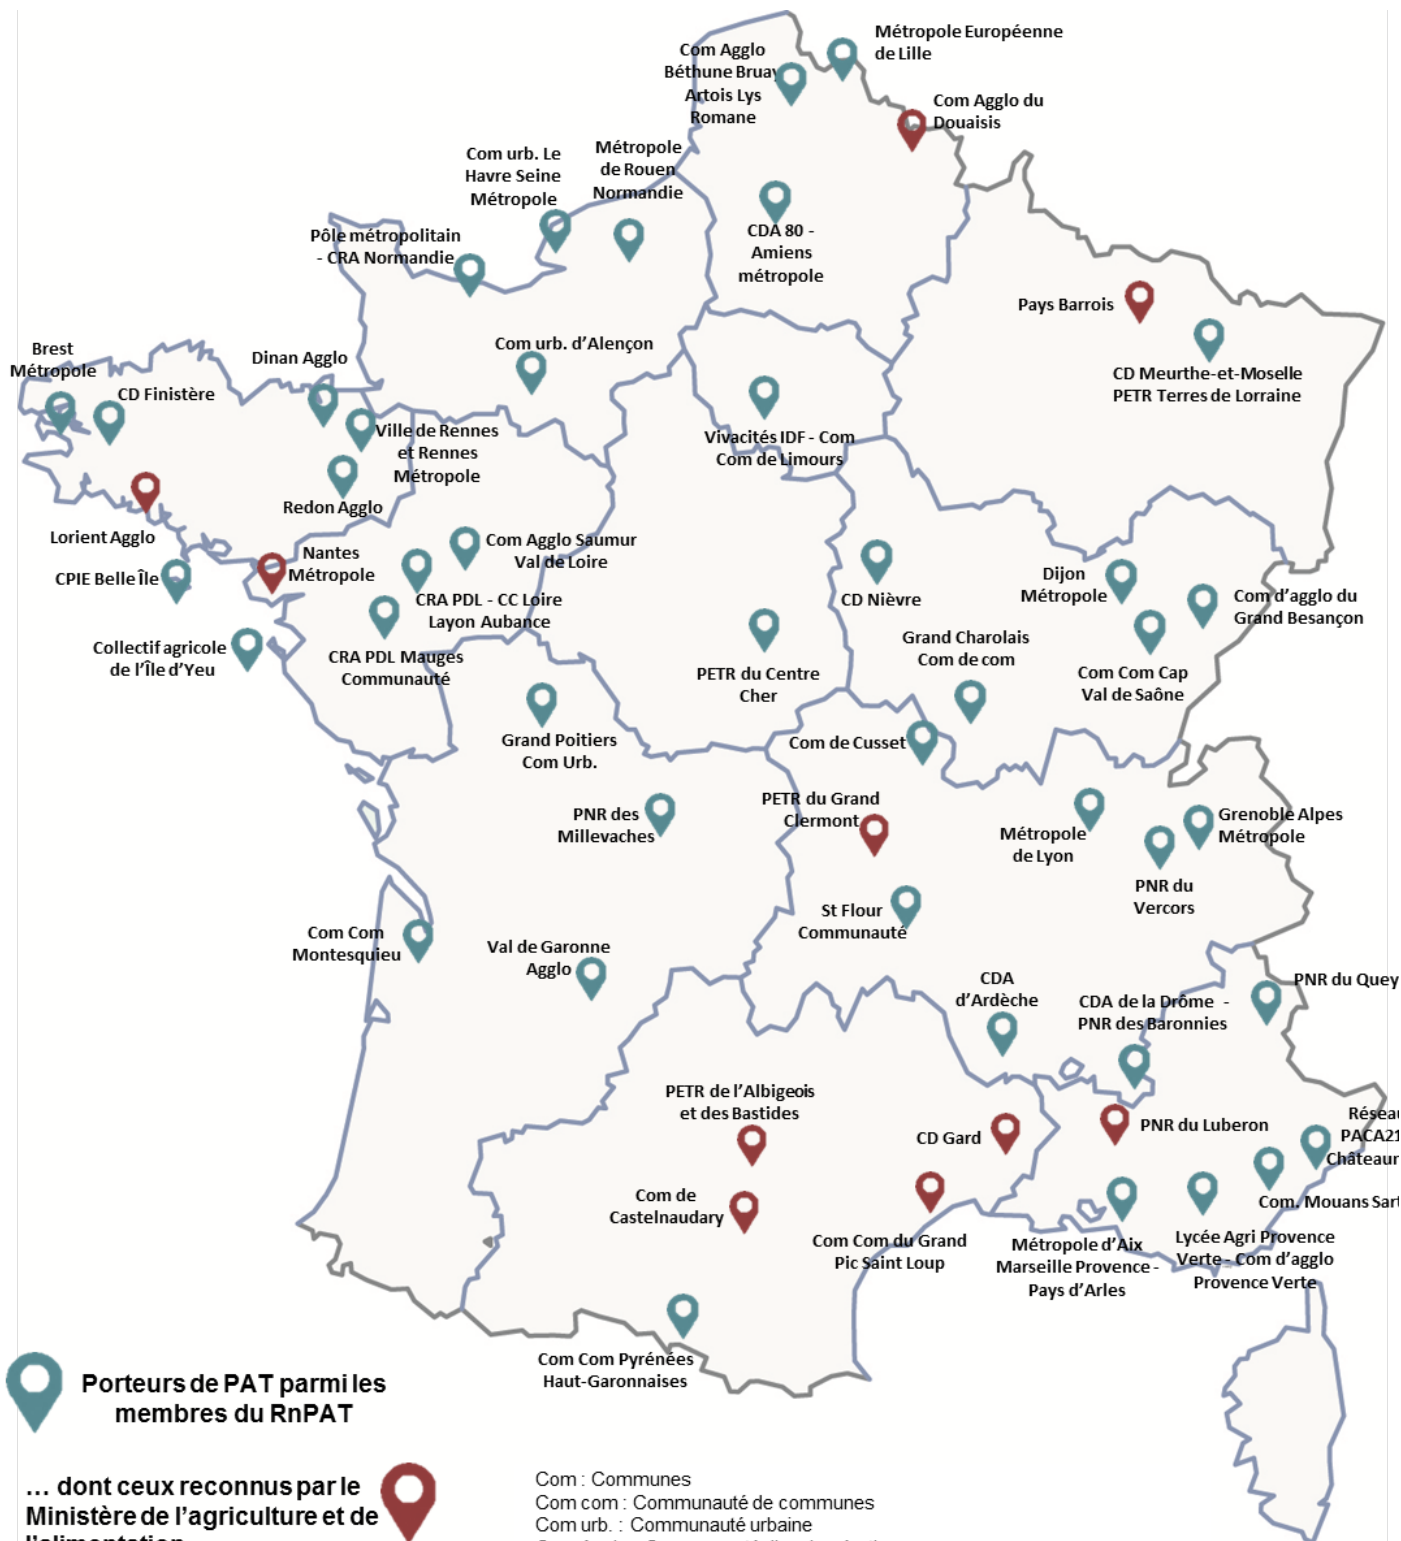 Métropole Européenne
de Lille
Com Agglo
Béthune Bruay
Artois Lys
Romane
Com Agglo du
Douaisis
Métropole
de Rouen
Normandie
Com urb. Le
Havre Seine
Métropole
CDA 80 -
Amiens
métropole
Pôle métropolitain
- CRA Normandie
Pays Barrois
CD Meurthe-et-Moselle
PETR Terres de Lorraine
Com urb. d'Alençon
Brest
Métropole
Dinan Agglo
CD Finistère
Ville de Rennes
et Rennes
Métropole
Vivacités IDF - Com
Com de Limours
Redon Agglo
Lorient Agglo
Com Agglo Saumur
Val de Loire
Nantes
Métropole
CPIE Belle Île
CRA PDL - CC Loire
Layon Aubance
CD Nièvre
Dijon
Métropole
Com d'agglo du
Grand Besançon
Grand Charolais
Com de com
Collectif agricole
de l'Île d'Yeu
CRA PDL Mauges
Communauté
PETR du Centre
Cher
Com Com Cap
Val de Saône
Grand Poitiers
Com Urb.
Com de Cusset
PNR des
Millevaches
PETR du Grand
Clermont
Métropole
de Lyon
Grenoble Alpes
Métropole
PNR du
Vercors
St Flour
Communauté
Com Com
Montesquieu
Val de Garonne
Agglo
CDA
d'Ardèche
CDA de la Drôme -
PNR des Baronnies
PNR du Quey
PETR de l'Albigeois
et des Bastides
CD Gard
PNR du Luberon
Réseau
PACA21
Châteaur
Com de
Castelnaudary
Com. Mouans Sart
Com Com du Grand
Pic Saint Loup
Métropole d'Aix
Marseille Provence -
Pays d'Arles
Lycée Agri Provence
Verte - Com d'agglo
Provence Verte
Com Com Pyrénées
Haut-Garonnaises
Porteurs de PAT parmi les
membres du RnPAT
... dont ceux reconnus par le
Ministère de l'agriculture et de
l'alimentation
Com : Communes
Com com : Communauté de communes
Com urb. : Communauté urbaine